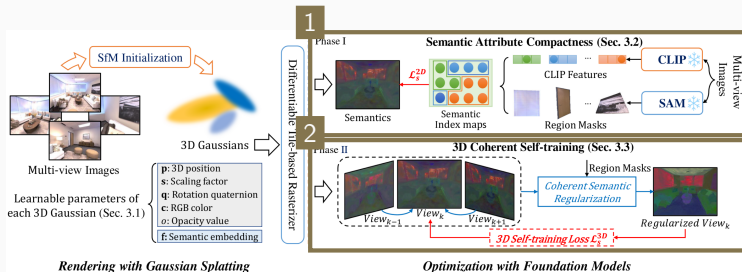 1
Phase I
Semantic Attribute Compactness (Sec. 3.2)
SfM Initialization
Multi-view Images
3D Gaussians
Learnable parameters of
each 3D Gaussian (Sec. 3.1)
p: 3D position
s: Scaling factor
q: Rotation quaternion
c: RGB color
o: Opacity value
f: Semantic embedding
Rendering with Gaussian Splatting
Differentiable Tile-based Rasterizer
Semantics
ℒ_s^{2D}
Semantic
Index maps
...
CLIP Features
...
Region Masks
CLIP
SAM
Multi-view
Images
2
Phase II
3D Coherent Self-training (Sec. 3.3)
View_{k-1}
View_k
View_{k+1}
Region Masks
Coherent Semantic
Regularization
Regularized View_k
3D Self-training Loss ℒ_s^{3D}
Optimization with Foundation Models